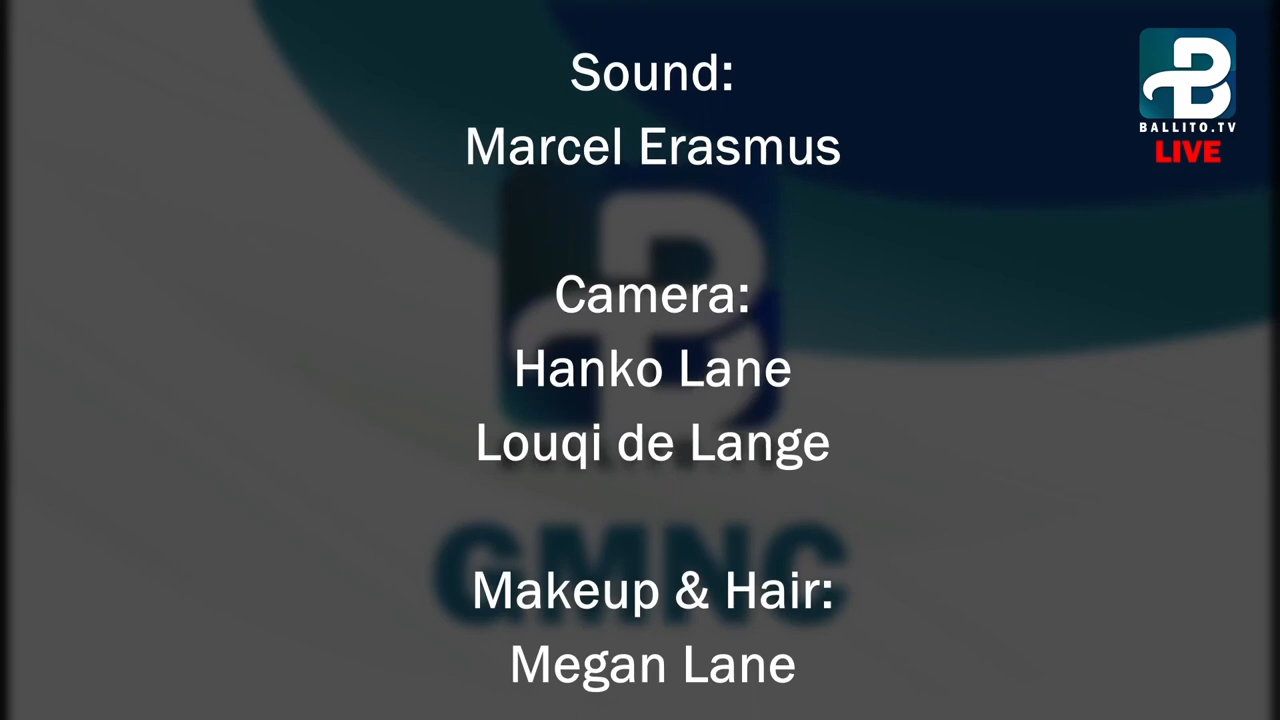 Sound:
Marcel Erasmus
BALLITO.TV
LIVE
Camera:
Hanko Lane
Louqi de Lange
GMNC
Makeup & Hair:
Megan Lane